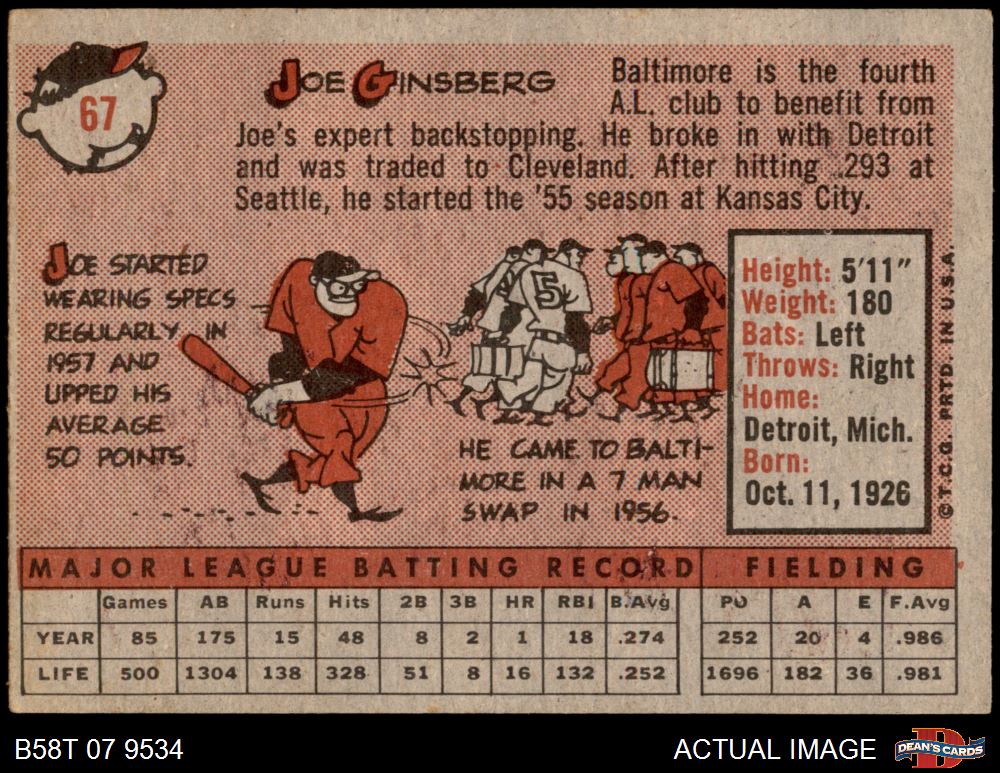 67
JOE GINSBERG
Baltimore is the fourth
A.L. club to benefit from
Joe's expert backstopping. He broke in with Detroit
and was traded to Cleveland. After hitting .293 at
Seattle, he started the '55 season at Kansas City.
JOE STARTED
WEARING SPECS
REGULARLY IN
1957 AND
UPPED HIS
AVERAGE
50 POINTS.
5
HE CAME TO BALTI-
MORE IN A 7 MAN
SWAP IN 1956.
Height: 5'11"
Weight: 180
Bats: Left
Throws: Right
Home:
Detroit, Mich.
Born:
Oct. 11, 1926
©T.C.G. PRTD. IN U.S.A.
MAJOR LEAGUE BATTING RECORD FIELDING
Games AB Runs Hits 2B 3B HR RBI B.Avg PO A E F.Avg
YEAR 85 175 15 48 8 2 1 18 .274 252 20 4 .986
LIFE 500 1304 138 328 51 8 16 132 .252 1696 182 36 .981
B58T 07 9534
ACTUAL IMAGE
D
DEAN'S CARDS